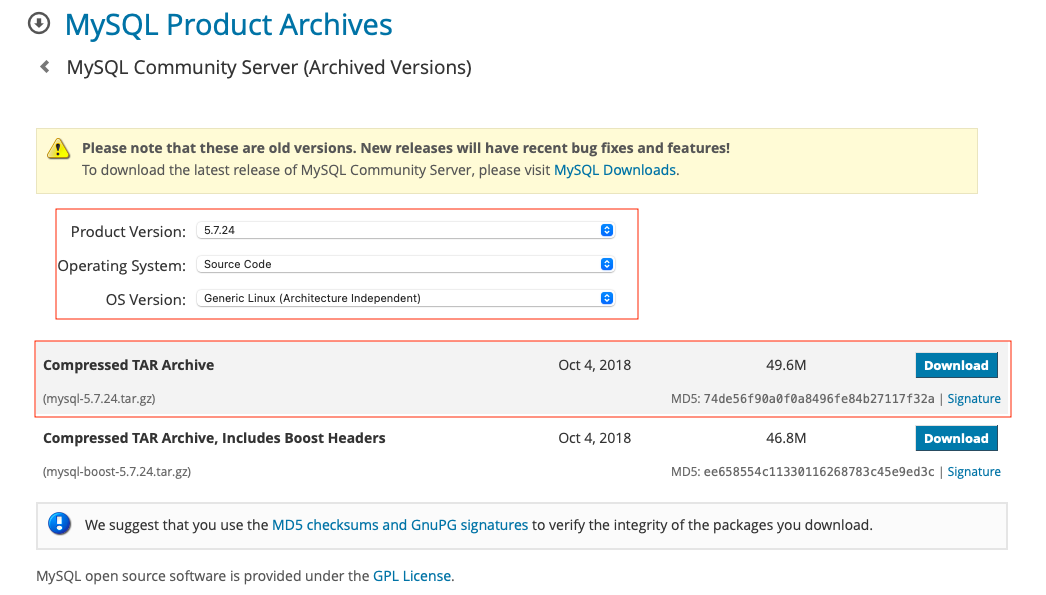 MySQL Product Archives
MySQL Community Server (Archived Versions)
Please note that these are old versions. New releases will have recent bug fixes and features!
To download the latest release of MySQL Community Server, please visit MySQL Downloads.
Product Version: 5.7.24
Operating System: Source Code
OS Version: Generic Linux (Architecture Independent)
Compressed TAR Archive Oct 4, 2018 49.6M Download
(mysql-5.7.24.tar.gz) MD5: 74de56f90a0f0a8496fe84b27117f32a | Signature
Compressed TAR Archive, Includes Boost Headers Oct 4, 2018 46.8M Download
(mysql-boost-5.7.24.tar.gz) MD5: ee658554c11330116268783c45e9ed3c | Signature
We suggest that you use the MD5 checksums and GnuPG signatures to verify the integrity of the packages you download.
MySQL open source software is provided under the GPL License.